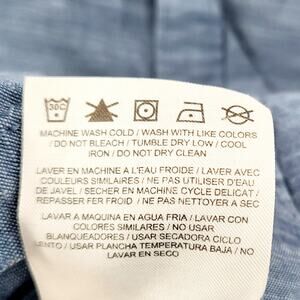 30C
MACHINE WASH COLD / WASH WITH LIKE COLORS
/ DO NOT BLEACH / TUMBLE DRY LOW / COOL
IRON / DO NOT DRY CLEAN
LAVER EN MACHINE A L'EAU FROIDE / LAVER AVEC
COULEURS SIMILAIRES / NE PAS UTILISER D'EAU
DE JAVEL / SECHER EN MACHINE CYCLE DELICAT /
REPASSER FER FROID / NE PAS NETTOYER A SEC
LAVAR A MAQUINA EN AGUA FRIA / LAVAR CON
COLORES SIMILARES / NO USAR
BLANQUEADORES / USAR SECADORA CICLO
LENTO / USAR PLANCHA TEMPERATURA BAJA / NO
LAVAR EN SECO